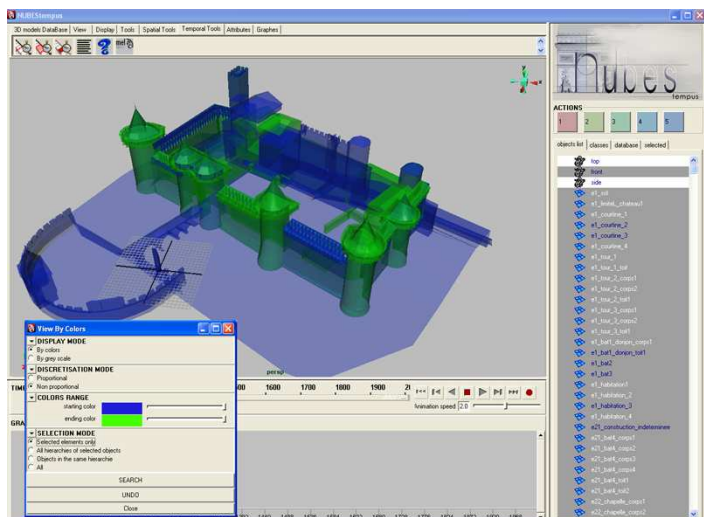 NUBEStempus
3D models DataBase View Display Tools Spatial Tools Temporal Tools Attributes Graphes
mel
Nubes
tempus
ACTIONS
1 2 3 4 5
objects list classes database selected
top
front
side
e1_sol
e1_limiteL_chateau1
e1_courtine_1
e1_courtine_2
e1_courtine_3
e1_courtine_4
e1_tour_1
e1_tour_1_toit
e1_tour_2_corps1
e1_tour_2_corps2
e1_tour_2_toit1
e1_tour_3_corps1
e1_tour_3_corps2
e1_tour_3_toit1
e1_bat1_donjon_corps1
e1_bat1_donjon_toit1
e1_bat2
e1_bat3
e1_habitation1
e1_habitation_2
e1_habitation_3
e1_habitation_4
e21_construction_indeterminee
e21_bat4_corps1
e21_bat4_corps2
e21_bat4_corps3
e21_bat4_corps4
e21_bat4_toit1
e21_bat4_toit2
e22_chapelle_corps1
e22_chapelle_corps2
persp
View By Colors
DISPLAY MODE
By colors
By grey scale
DISCRETISATION MODE
Proportional
Non proportional
COLORS RANGE
starting color
ending color
SELECTION MODE
Selected elements only
All hierarchies of selected objects
Objects in the same hierarchie
All
SEARCH
UNDO
Close
1600 1700 1800 1900
Animation speed 2.0